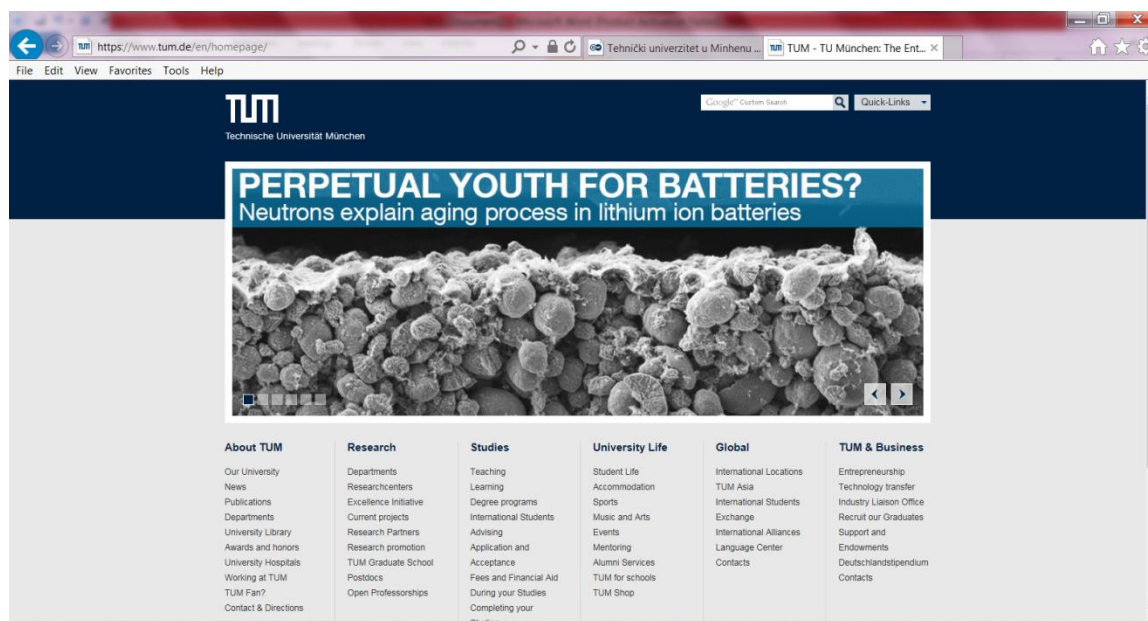 https://www.tum.de/en/homepage/
Tehnički univerzitet u Minhenu ...
TUM - TU München: The Ent...
File Edit View Favorites Tools Help
TUM
Technische Universität München
Google™ Custom Search
Quick-Links
PERPETUAL YOUTH FOR BATTERIES?
Neutrons explain aging process in lithium ion batteries
About TUM
Our University
News
Publications
Departments
University Library
Awards and honors
University Hospitals
Working at TUM
TUM Fan?
Contact & Directions
Research
Departments
Researchcenters
Excellence Initiative
Current projects
Research Partners
Research promotion
TUM Graduate School
Postdocs
Open Professorships
Studies
Teaching
Learning
Degree programs
International Students
Advising
Application and
Acceptance
Fees and Financial Aid
During your Studies
Completing your
University Life
Student Life
Accommodation
Sports
Music and Arts
Events
Mentoring
Alumni Services
TUM for schools
TUM Shop
Global
International Locations
TUM Asia
International Students
Exchange
International Alliances
Language Center
Contacts
TUM & Business
Entrepreneurship
Technology transfer
Industry Liaison Office
Recruit our Graduates
Support and
Endowments
Deutschlandstipendium
Contacts